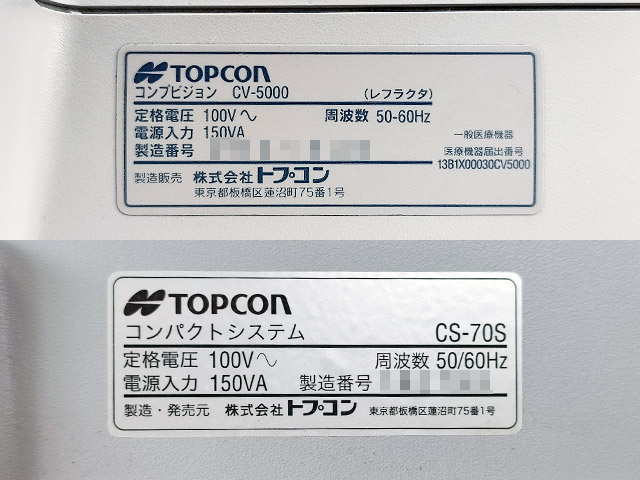 TOPCON
コンプビジョン CV-5000 (レフラクタ)
定格電圧 100V～ 周波数 50-60Hz
電源入力 150VA
一般医療機器
製造番号
医療機器届出番号
13B1X00030CV5000
製造販売 株式会社トプコン
東京都板橋区蓮沼町75番1号
TOPCON
コンパクトシステム CS-70S
定格電圧 100V～ 周波数 50/60Hz
電源入力 150VA 製造番号
製造・発売元 株式会社トプコン 東京都板橋区蓮沼町75番1号